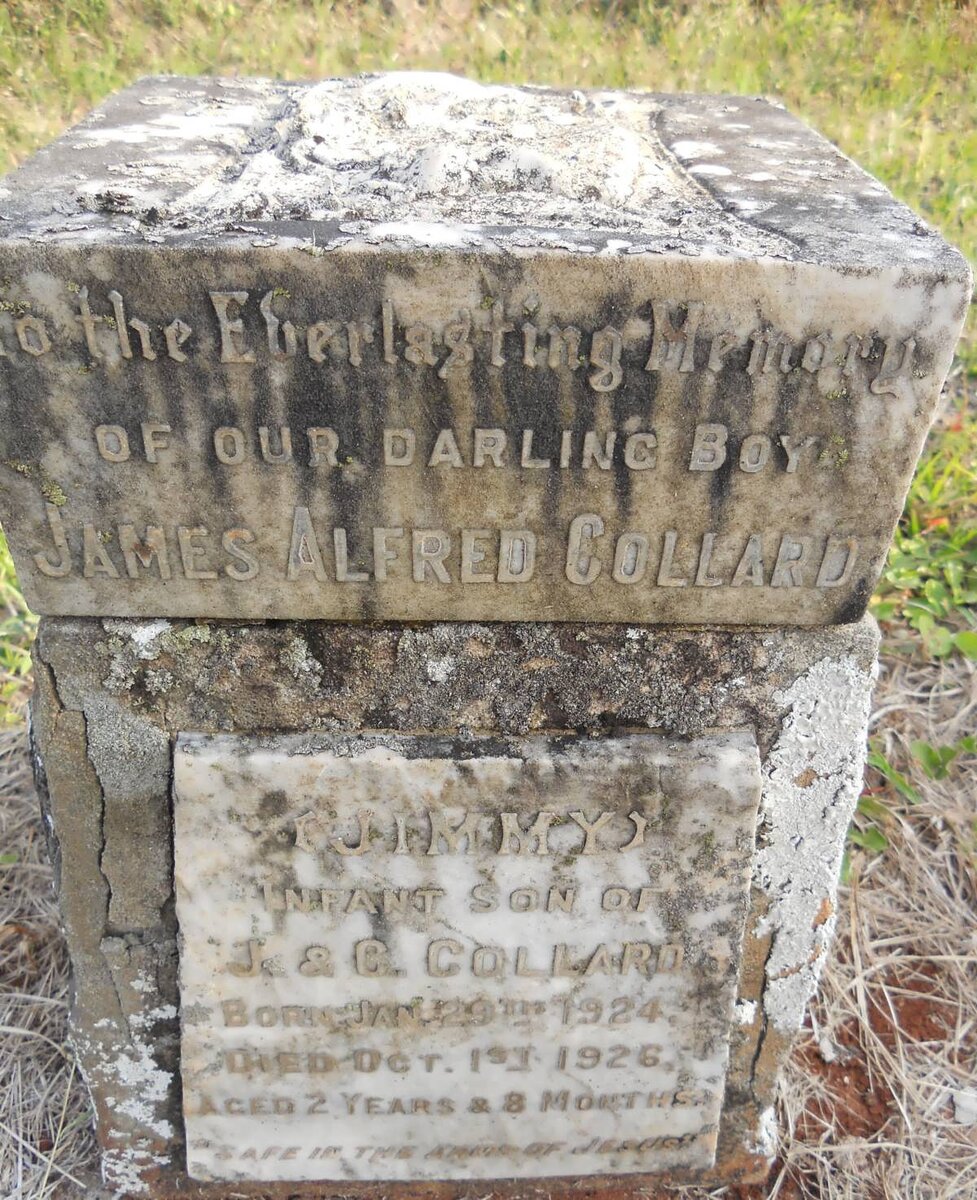 To the Everlasting Memory
OF OUR DARLING BOY
JAMES ALFRED COLLARD
(JIMMY)
INFANT SON OF
J. & C. COLLARD
BORN JAN. 29TH 1924.
DIED OCT. 1ST 1926.
AGED 2 YEARS & 8 MONTHS.
"SAFE IN THE ARMS OF JESUS"